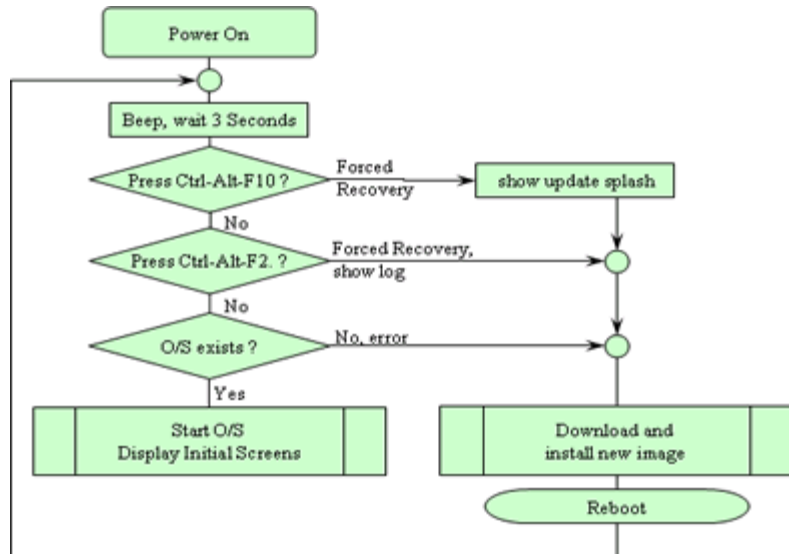 Power On
Beep, wait 3 Seconds
Press Ctrl-Alt-F10 ?
Forced
Recovery
show update splash
No
Press Ctrl-Alt-F2. ?
Forced Recovery,
show log
No
O/S exists ?
No, error
Yes
Start O/S
Display Initial Screens
Download and
install new image
Reboot